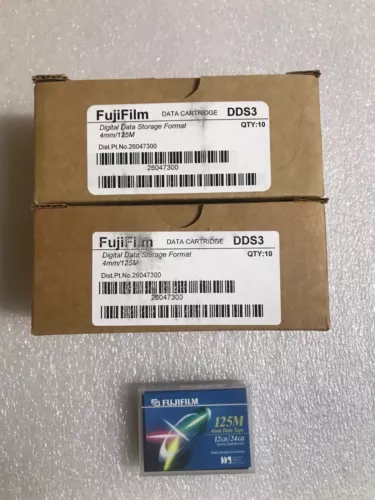 FujiFilm DATA CARTRIDGE DDS3
Digital Data Storage Format QTY:10
4mm/125M
Dist.Pt.No.26047300
26047300
FujiFilm DATA CARTRIDGE DDS3
Digital Data Storage Format QTY:10
4mm/125M
Dist.Pt.No.26047300
26047300
FUJIFILM
125M
4mm Data Tape
12GB/24GB
DDS